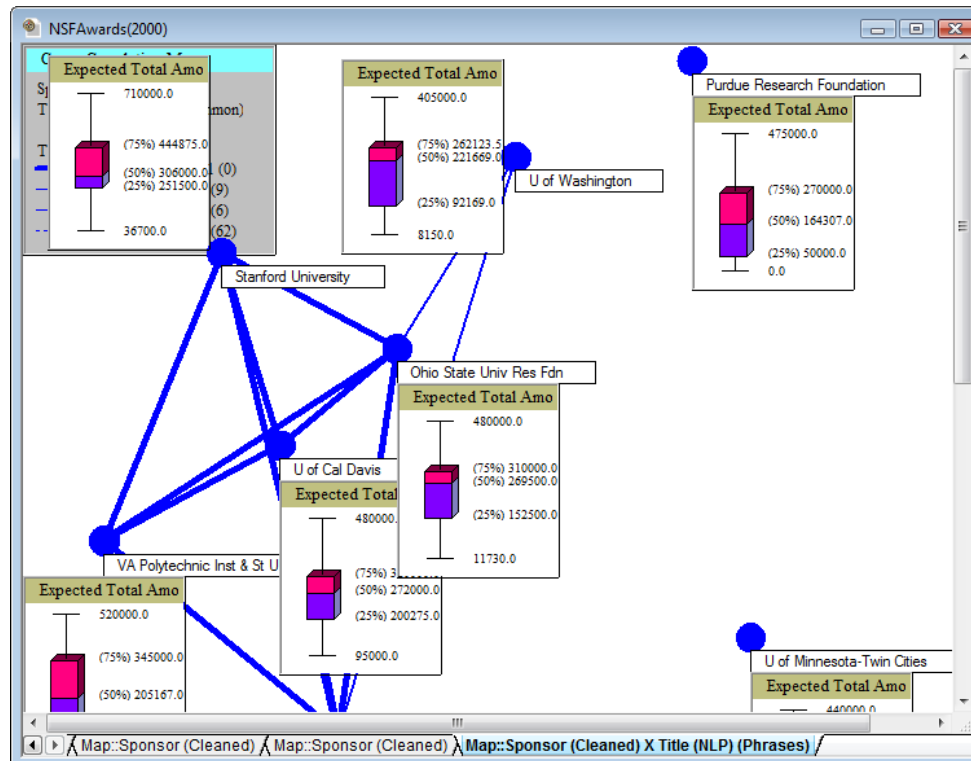 NSFAwards(2000)
Expected Total Amo
710000.0
(75%) 444875.0
(50%) 306000.0
(25%) 251500.0
36700.0
(0)
(9)
(6)
(62)
Stanford University
Expected Total Amo
405000.0
(75%) 262123.5
(50%) 221669.0
(25%) 92169.0
8150.0
U of Washington
Purdue Research Foundation
Expected Total Amo
475000.0
(75%) 270000.0
(50%) 164307.0
(25%) 50000.0
0.0
Ohio State Univ Res Fdn
Expected Total Amo
480000.0
(75%) 310000.0
(50%) 269500.0
(25%) 152500.0
11730.0
U of Cal Davis
Expected Total
480000.
(75%)
(50%) 272000.0
(25%) 200275.0
95000.0
VA Polytechnic Inst & St U
Expected Total Amo
520000.0
(75%) 345000.0
(50%) 205167.0
U of Minnesota-Twin Cities
Expected Total Amo
440000.0
Map::Sponsor (Cleaned) Map::Sponsor (Cleaned) Map::Sponsor (Cleaned) X Title (NLP) (Phrases)